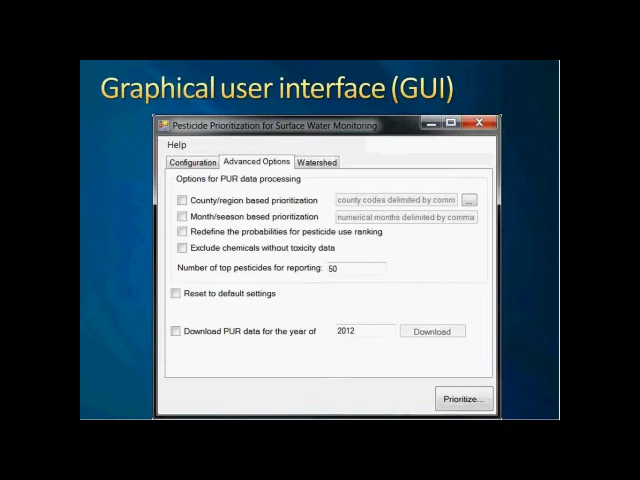 Graphical user interface (GUI)
Pesticide Prioritization for Surface Water Monitoring
Help
Configuration Advanced Options Watershed
Options for PUR data processing
County/region based prioritization county codes delimited by comm ...
Month/season based prioritization numerical months delimited by comma
Redefine the probabilities for pesticide use ranking
Exclude chemicals without toxicity data
Number of top pesticides for reporting: 50
Reset to default settings
Download PUR data for the year of 2012 Download
Prioritize...